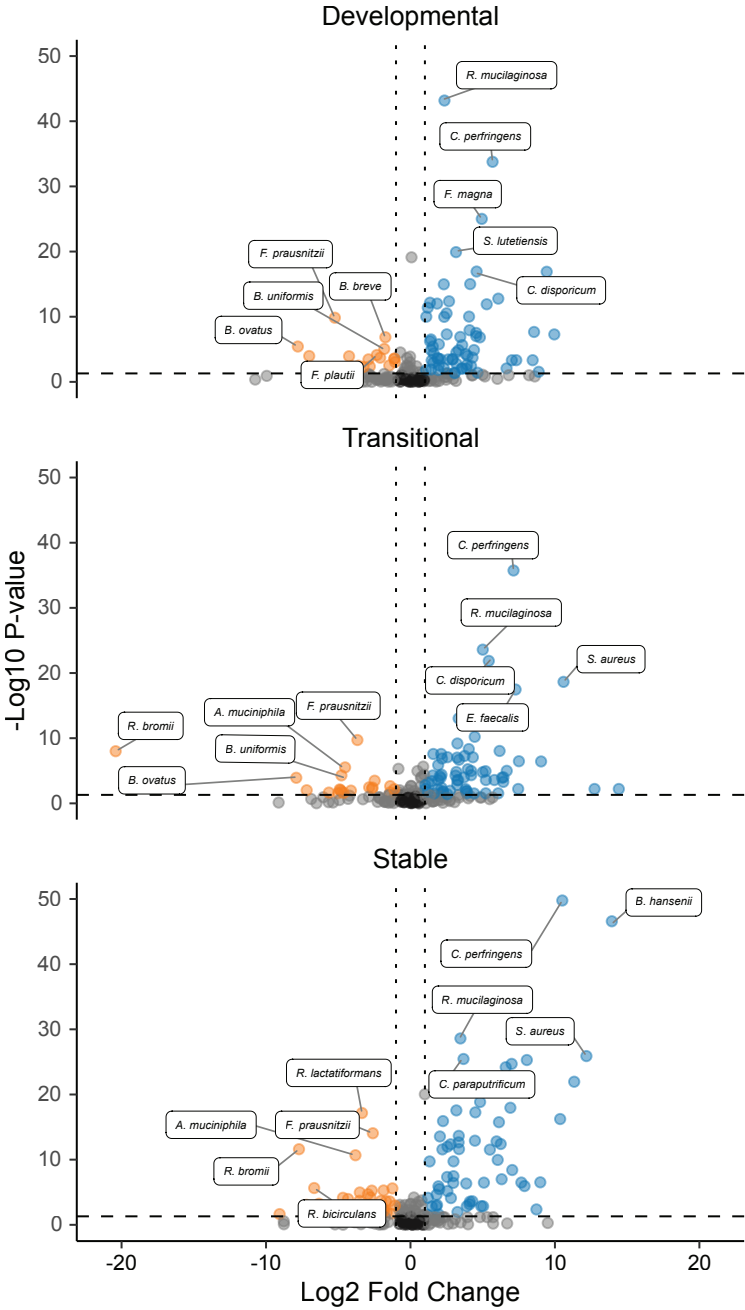 Developmental
50
R. mucilaginosa
40
C. perfringens
30
F. magna
20
S. lutetiensis
F. prausnitzii
C. disporicum
B. breve
B. uniformis
10
B. ovatus
F. plautii
0
Transitional
50
C. perfringens
40
30
R. mucilaginosa
S. aureus
20
C. disporicum
E. faecalis
F. prausnitzii
A. muciniphila
R. bromii
10
B. uniformis
B. ovatus
0
-Log10 P-value
Stable
50
B. hansenii
C. perfringens
40
R. mucilaginosa
30
S. aureus
R. lactatiformans
C. paraputrificum
20
A. muciniphila
F. prausnitzii
10
R. bromii
R. bicirculans
0
-20
-10
0
10
20
Log2 Fold Change